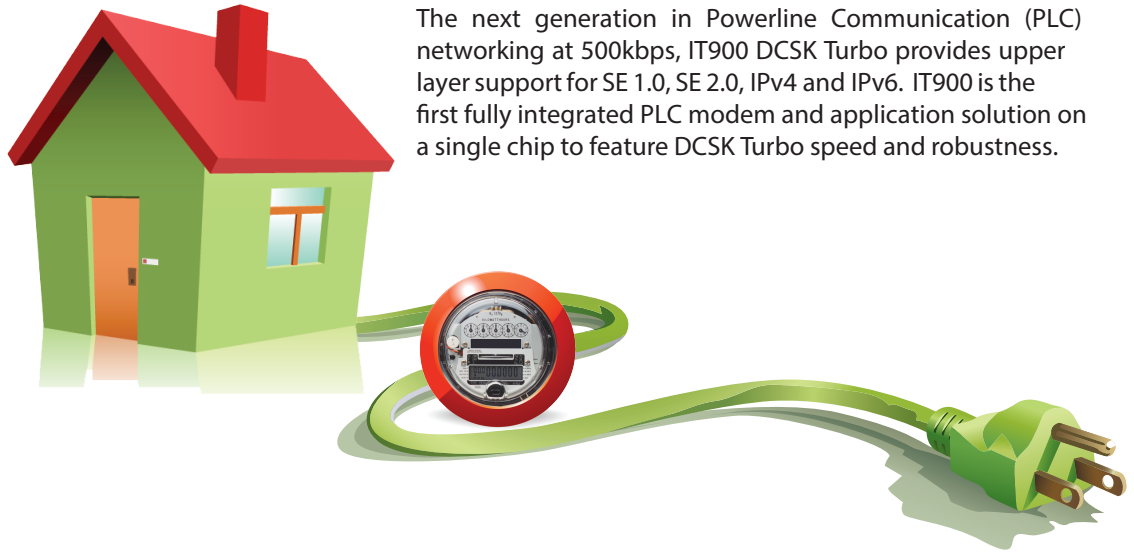 The next generation in Powerline Communication (PLC)
networking at 500kbps, IT900 DCSK Turbo provides upper
layer support for SE 1.0, SE 2.0, IPv4 and IPv6. IT900 is the
first fully integrated PLC modem and application solution on
a single chip to feature DCSK Turbo speed and robustness.